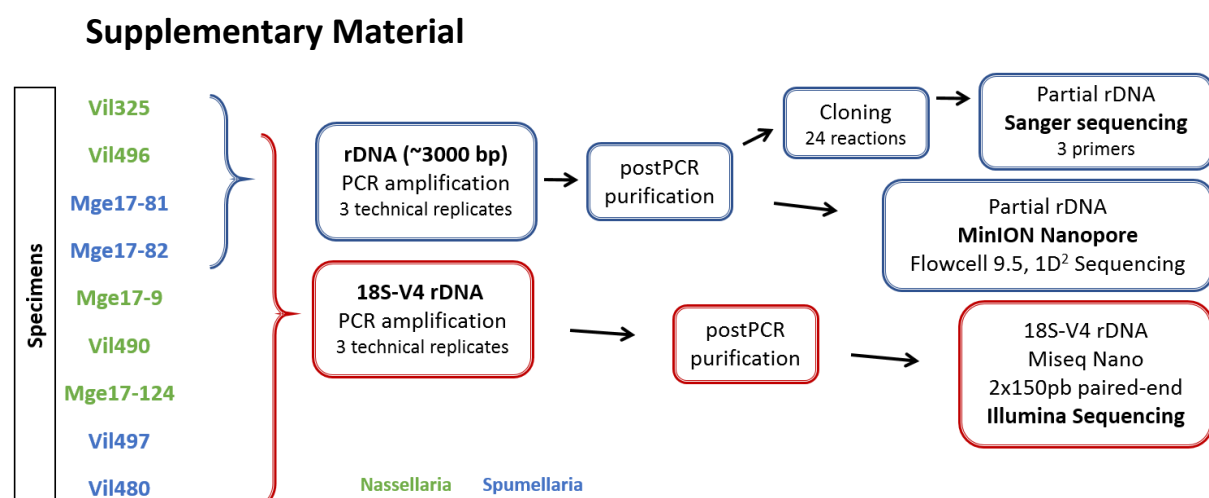 Supplementary Material
Specimens
Vil325
Vil496
Mge17-81
Mge17-82
Mge17-9
Vil490
Mge17-124
Vil497
Vil480
rDNA (~3000 bp)
PCR amplification
3 technical replicates
postPCR
purification
Cloning
24 reactions
Partial rDNA
Sanger sequencing
3 primers
Partial rDNA
MinION Nanopore
Flowcell 9.5, 1D² Sequencing
18S-V4 rDNA
PCR amplification
3 technical replicates
postPCR
purification
18S-V4 rDNA
Miseq Nano
2x150pb paired-end
Illumina Sequencing
Nassellaria Spumellaria